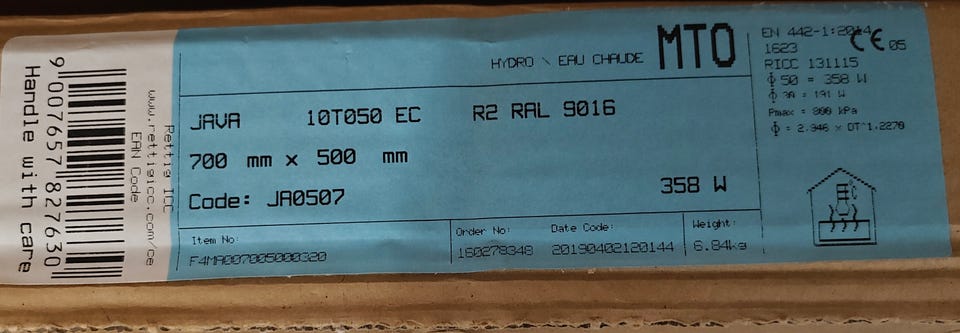 9 007657 827630
Handle with care
EAN Code
www.rettigicc.com/ce
Rettig ICC
HYDRO \ EAU CHAUDE
MTO
JAVA 10T050 EC R2 RAL 9016
700 mm x 500 mm
Code: JA0507
358 W
Item No:
F4MA007005000320
Order No:
160278348
Date Code:
20190402120144
Weight:
6.84kg
EN 442-1:2014
CE 05
1623
RICC 131115
ϕ 50 = 358 W
ϕ 30 = 191 W
Pmax = 800 kPa
ϕ = 2.946 x DT^1.2270